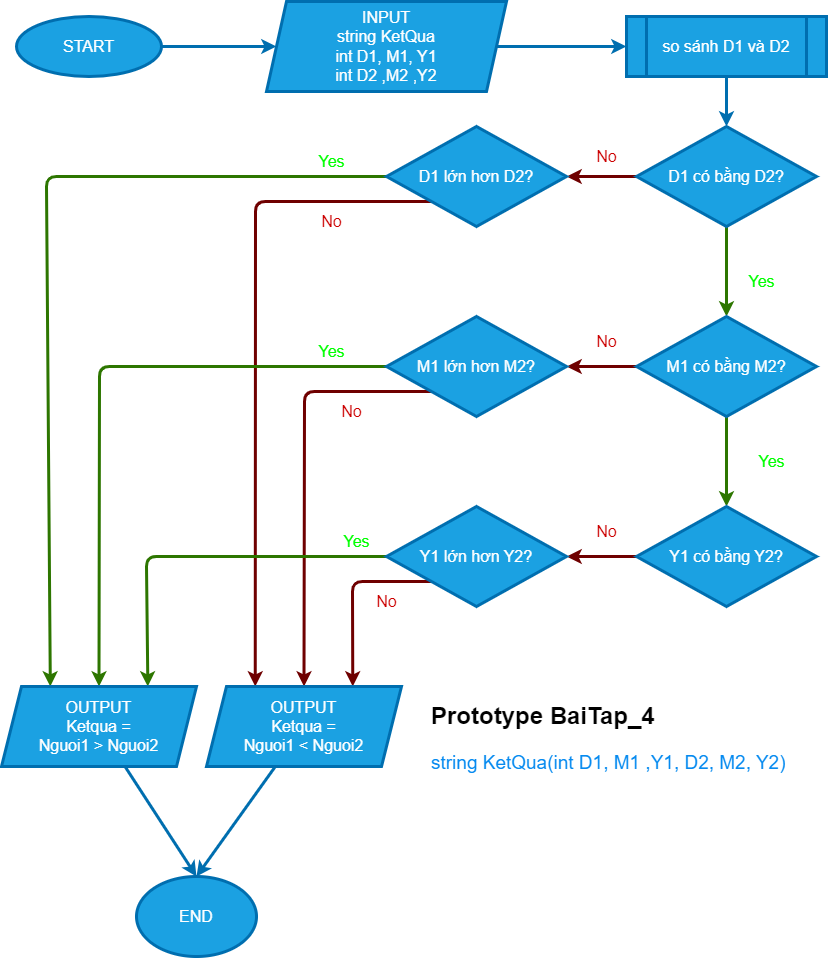 START
INPUT
string KetQua
int D1, M1, Y1
int D2 ,M2 ,Y2
so sánh D1 và D2
Yes
D1 lớn hơn D2?
No
D1 có bằng D2?
No
Yes
Yes
M1 lớn hơn M2?
No
M1 có bằng M2?
No
Yes
Yes
Y1 lớn hơn Y2?
No
Y1 có bằng Y2?
No
OUTPUT
Ketqua =
Nguoi1 > Nguoi2
OUTPUT
Ketqua =
Nguoi1 < Nguoi2
Prototype BaiTap_4
string KetQua(int D1, M1 ,Y1, D2, M2, Y2)
END